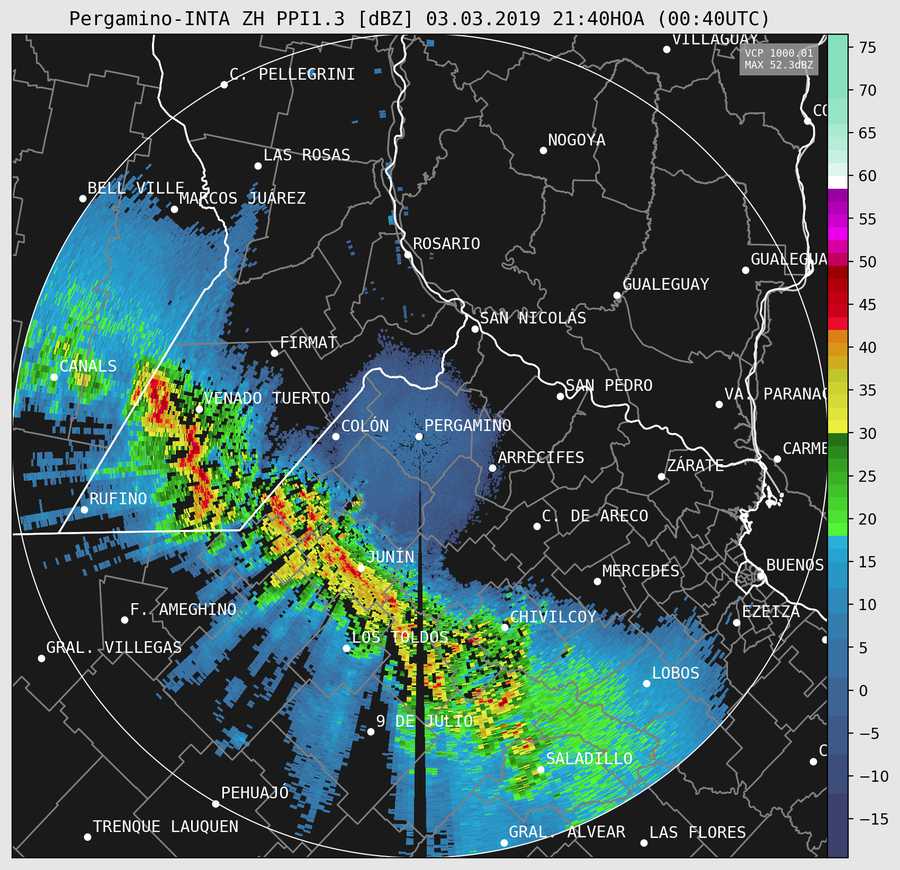 Pergamino-INTA ZH PPI1.3 [dBZ] 03.03.2019 21:40HOA (00:40UTC)
VILLAGUAY
VCP 1000.01
MAX 52.3dBZ
75
C. PELLEGRINI
70
CO
65
NOGOYA
LAS ROSAS
60
BELL VILLE
MARCOS JUÁREZ
55
ROSARIO
50
GUALEGUA
GUALEGUAY
45
SAN NICOLÁS
FIRMAT
40
CANALS
SAN PEDRO
35
VA. PARANAC
VENADO TUERTO
COLÓN
PERGAMINO
30
CARME
ARRECIFES
ZÁRATE
25
RUFINO
20
C. DE ARECO
JUNÍN
15
MERCEDES
BUENOS
10
F. AMEGHINO
CHIVILCOY
EZEIZA
LOS TOLDOS
5
GRAL. VILLEGAS
LOBOS
0
9 DE JULIO
−5
SALADILLO
C
−10
PEHUAJÓ
−15
TRENQUE LAUQUEN
GRAL. ALVEAR
LAS FLORES